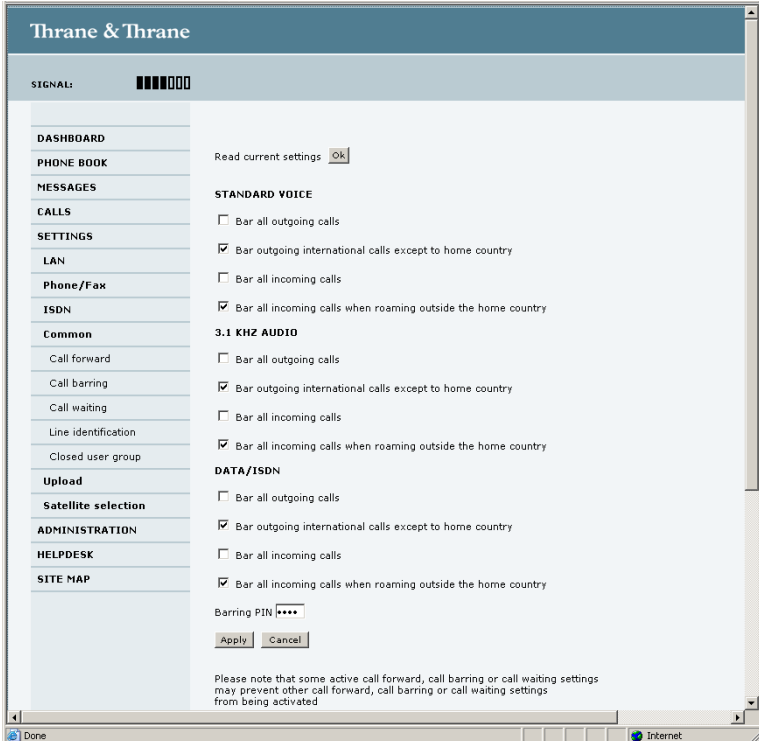 Thrane & Thrane
SIGNAL:
DASHBOARD
PHONE BOOK
MESSAGES
CALLS
SETTINGS
LAN
Phone/Fax
ISDN
Common
Call forward
Call barring
Call waiting
Line identification
Closed user group
Upload
Satellite selection
ADMINISTRATION
HELPDESK
SITE MAP
Read current settings Ok
STANDARD VOICE
Bar all outgoing calls
Bar outgoing international calls except to home country
Bar all incoming calls
Bar all incoming calls when roaming outside the home country
3.1 KHZ AUDIO
Bar all outgoing calls
Bar outgoing international calls except to home country
Bar all incoming calls
Bar all incoming calls when roaming outside the home country
DATA/ISDN
Bar all outgoing calls
Bar outgoing international calls except to home country
Bar all incoming calls
Bar all incoming calls when roaming outside the home country
Barring PIN ••••
Apply Cancel
Please note that some active call forward, call barring or call waiting settings
may prevent other call forward, call barring or call waiting settings
from being activated
Done Internet